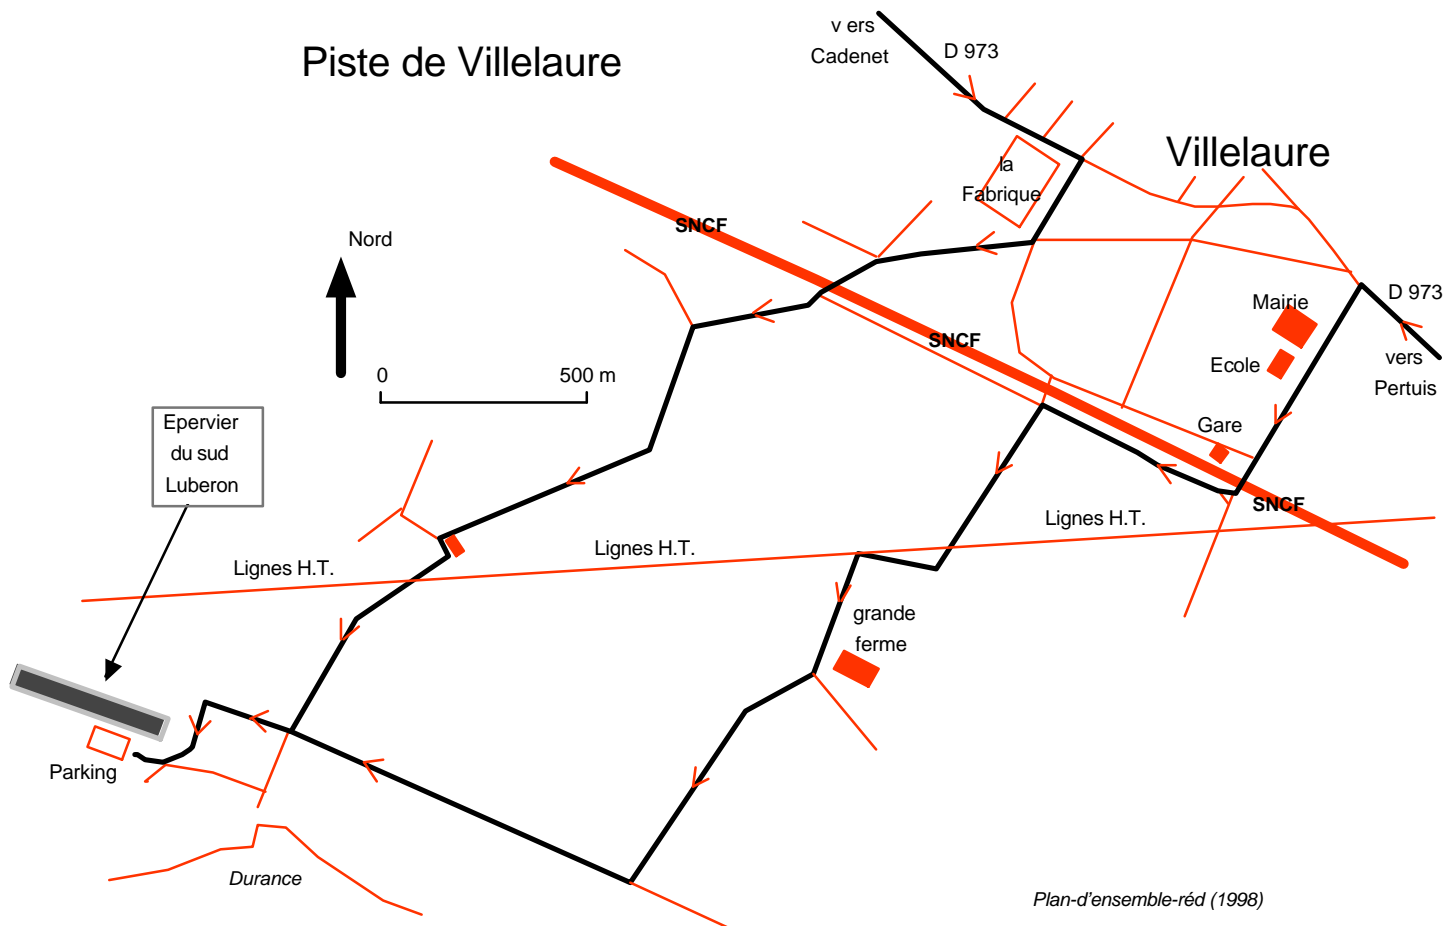 Piste de Villelaure
v ers
Cadenet
D 973
Villelaure
la
Fabrique
SNCF
Nord
D 973
Mairie
SNCF
vers
Pertuis
Ecole
0 500 m
Epervier
du sud
Luberon
Gare
SNCF
Lignes H.T.
Lignes H.T.
Lignes H.T.
grande
ferme
Parking
Durance
Plan-d'ensemble-réd (1998)